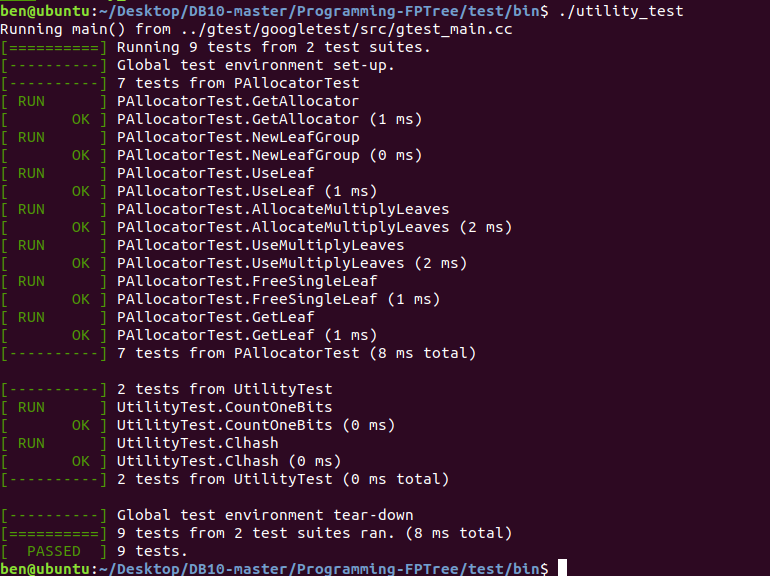 ben@ubuntu:~/Desktop/DB10-master/Programming-FPTree/test/bin$ ./utility_test
Running main() from ../gtest/googletest/src/gtest_main.cc
[==========] Running 9 tests from 2 test suites.
[----------] Global test environment set-up.
[----------] 7 tests from PAllocatorTest
[ RUN      ] PAllocatorTest.GetAllocator
[       OK ] PAllocatorTest.GetAllocator (1 ms)
[ RUN      ] PAllocatorTest.NewLeafGroup
[       OK ] PAllocatorTest.NewLeafGroup (0 ms)
[ RUN      ] PAllocatorTest.UseLeaf
[       OK ] PAllocatorTest.UseLeaf (1 ms)
[ RUN      ] PAllocatorTest.AllocateMultiplyLeaves
[       OK ] PAllocatorTest.AllocateMultiplyLeaves (2 ms)
[ RUN      ] PAllocatorTest.UseMultiplyLeaves
[       OK ] PAllocatorTest.UseMultiplyLeaves (2 ms)
[ RUN      ] PAllocatorTest.FreeSingleLeaf
[       OK ] PAllocatorTest.FreeSingleLeaf (1 ms)
[ RUN      ] PAllocatorTest.GetLeaf
[       OK ] PAllocatorTest.GetLeaf (1 ms)
[----------] 7 tests from PAllocatorTest (8 ms total)

[----------] 2 tests from UtilityTest
[ RUN      ] UtilityTest.CountOneBits
[       OK ] UtilityTest.CountOneBits (0 ms)
[ RUN      ] UtilityTest.Clhash
[       OK ] UtilityTest.Clhash (0 ms)
[----------] 2 tests from UtilityTest (0 ms total)

[----------] Global test environment tear-down
[==========] 9 tests from 2 test suites ran. (8 ms total)
[  PASSED  ] 9 tests.
ben@ubuntu:~/Desktop/DB10-master/Programming-FPTree/test/bin$